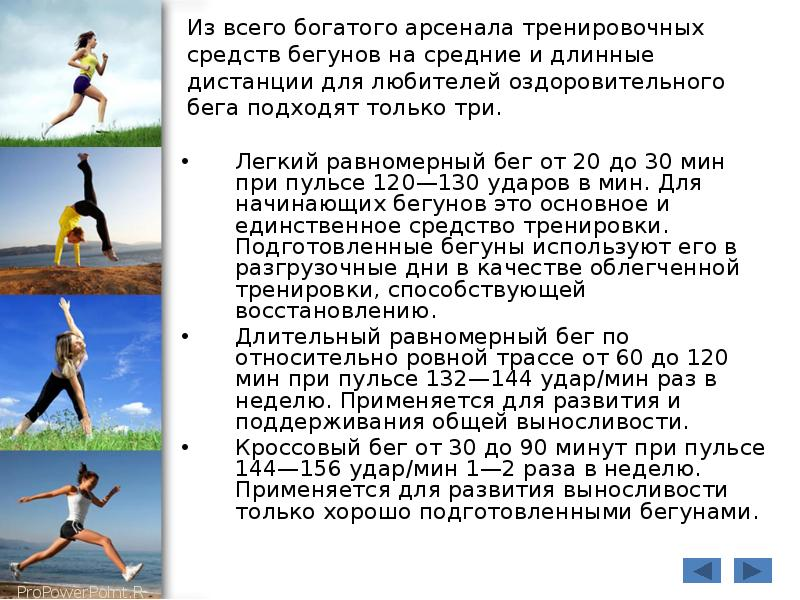 Из всего богатого арсенала тренировочных
средств бегунов на средние и длинные
дистанции для любителей оздоровительного
бега подходят только три.
• Легкий равномерный бег от 20 до 30 мин
при пульсе 120—130 ударов в мин. Для
начинающих бегунов это основное и
единственное средство тренировки.
Подготовленные бегуны используют его в
разгрузочные дни в качестве облегченной
тренировки, способствующей
восстановлению.
• Длительный равномерный бег по
относительно ровной трассе от 60 до 120
мин при пульсе 132—144 удар/мин раз в
неделю. Применяется для развития и
поддерживания общей выносливости.
• Кроссовый бег от 30 до 90 минут при пульсе
144—156 удар/мин 1—2 раза в неделю.
Применяется для развития выносливости
только хорошо подготовленными бегунами.
ProPowerPoint.R